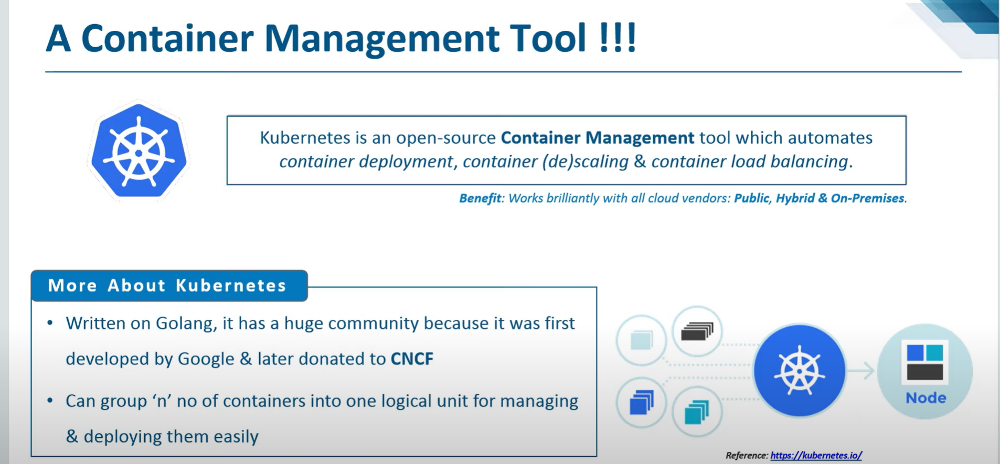 A Container Management Tool !!!
Kubernetes is an open-source Container Management tool which automates
container deployment, container (de)scaling & container load balancing.
Benefit: Works brilliantly with all cloud vendors: Public, Hybrid & On-Premises.
More About Kubernetes
• Written on Golang, it has a huge community because it was first
developed by Google & later donated to CNCF
• Can group ‘n’ no of containers into one logical unit for managing
& deploying them easily
Node
Reference: https://kubernetes.io/